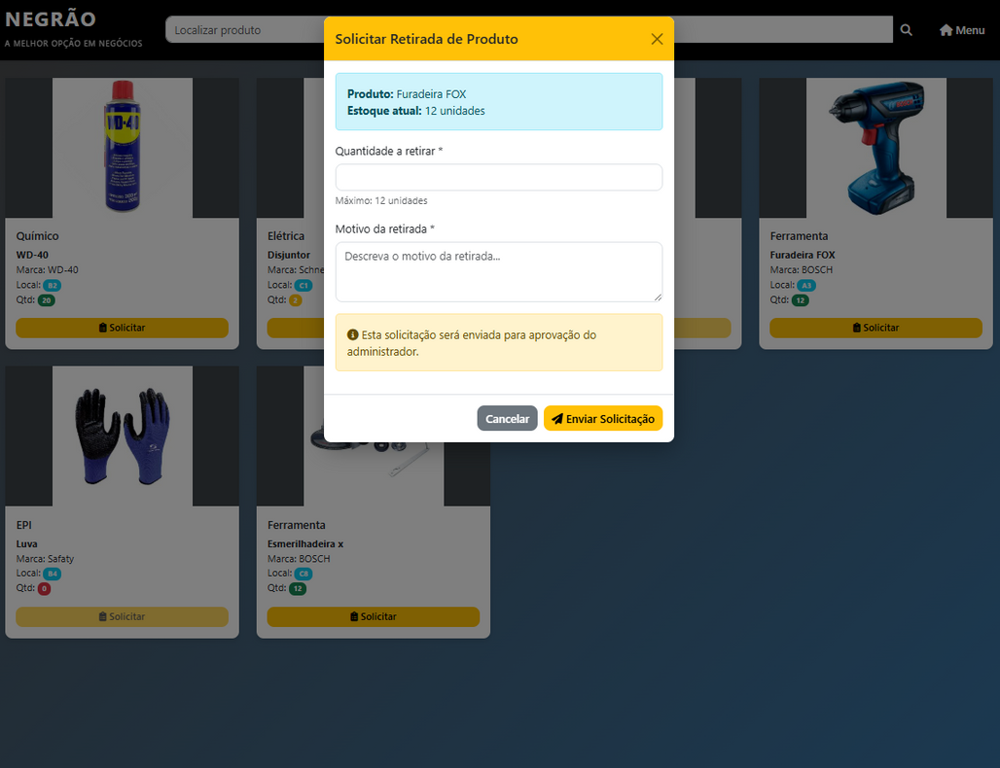 NEGRÃO
A MELHOR OPÇÃO EM NEGÓCIOS
Localizar produto
Menu
Solicitar Retirada de Produto
Produto: Furadeira FOX
Estoque atual: 12 unidades
Quantidade a retirar *
Máximo: 12 unidades
Motivo da retirada *
Descreva o motivo da retirada...
Esta solicitação será enviada para aprovação do
administrador.
Cancelar
Enviar Solicitação
WD-40
Químico
WD-40
Marca: WD-40
Local: B2
Qtd: 20
Solicitar
Elétrica
Disjuntor
Marca: Schne
Local: C1
Qtd: 2
BOSCH
Ferramenta
Furadeira FOX
Marca: BOSCH
Local: A3
Qtd: 12
Solicitar
EPI
Luva
Marca: Safaty
Local: B4
Qtd: 0
Solicitar
Ferramenta
Esmerilhadeira x
Marca: BOSCH
Local: C8
Qtd: 12
Solicitar